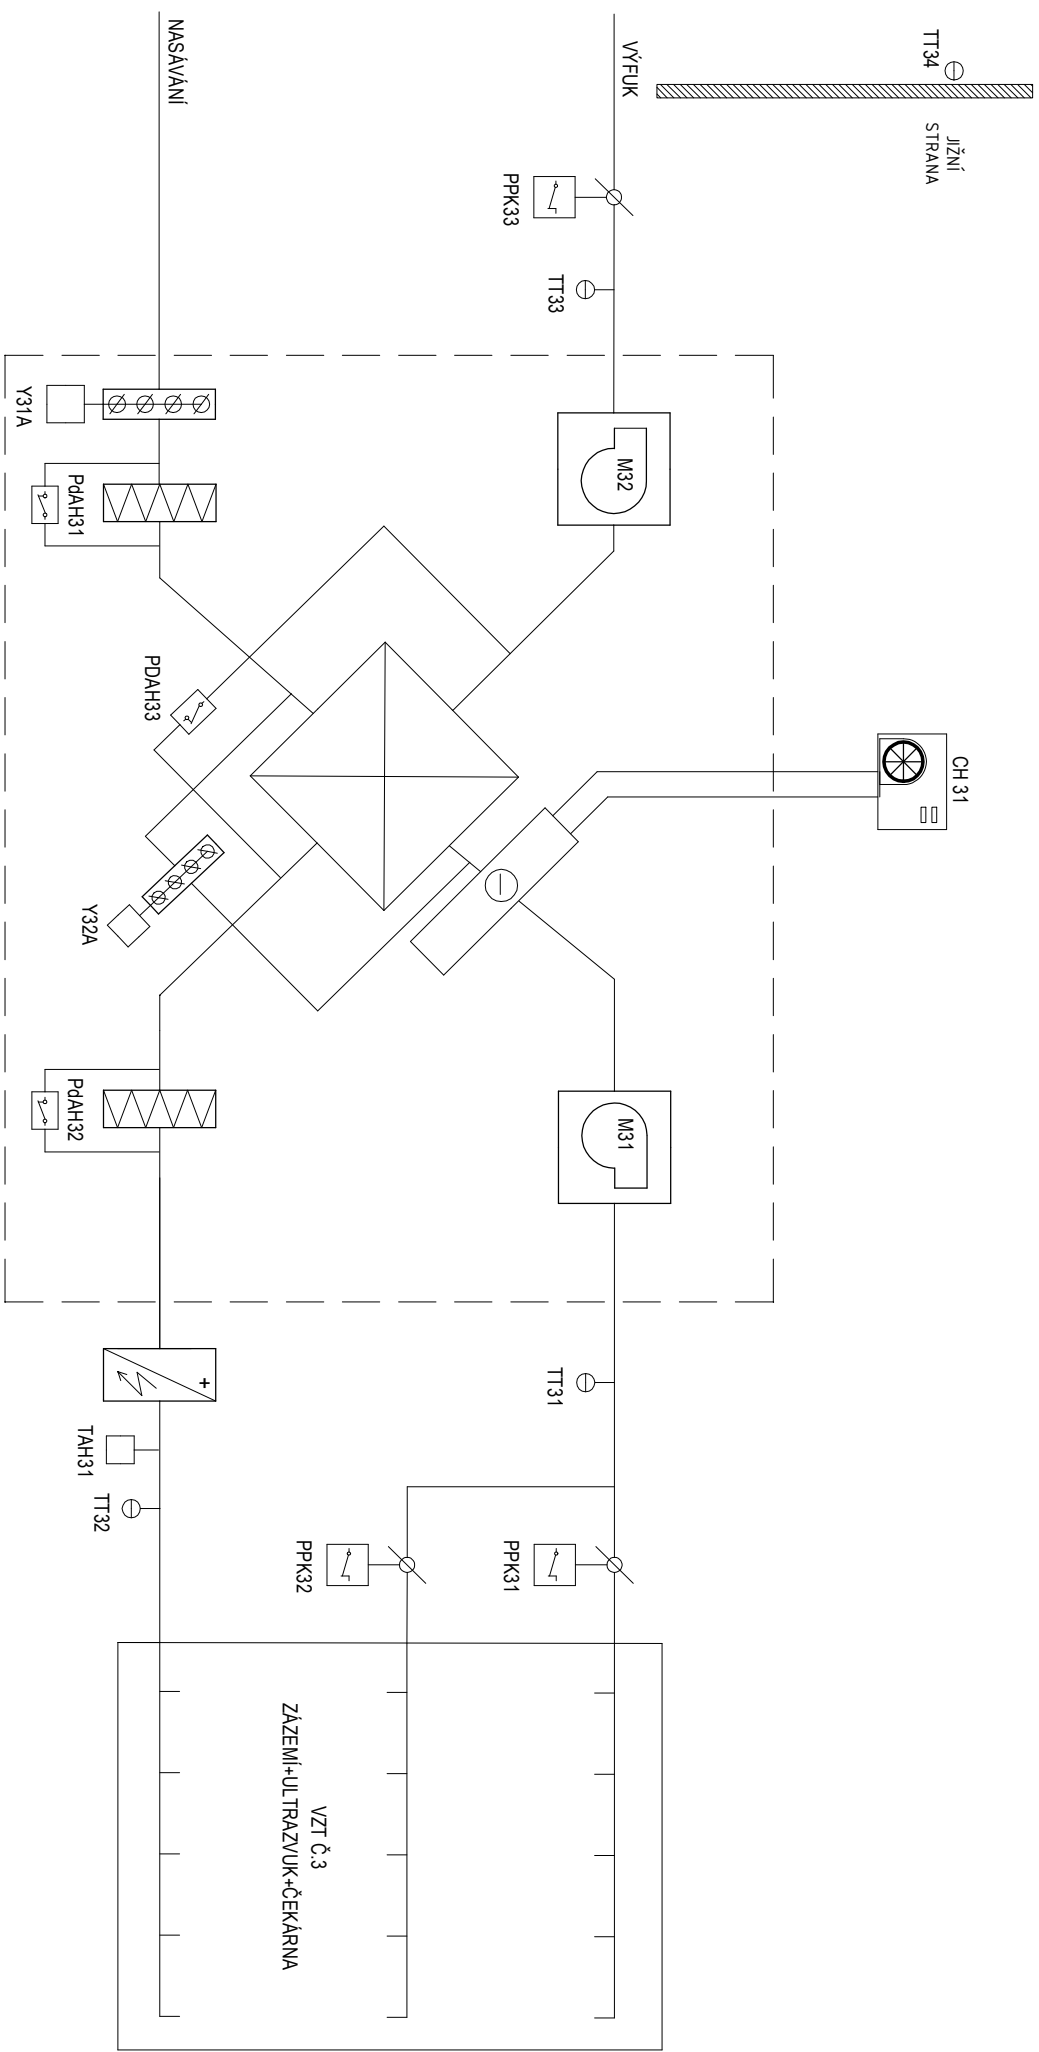 TT34
JIŽNÍ
STRANA
VÝFUK
NASÁVÁNÍ
PPK33
TT33
Y31A
PdAH31
M32
PDAH33
CH 31
Y32A
PdAH32
M31
TT31
+
TAH31
TT32
PPK31
PPK32
VZT Č.3
ZÁZEMÍ+ULTRAZVUK+ČEKÁRNA